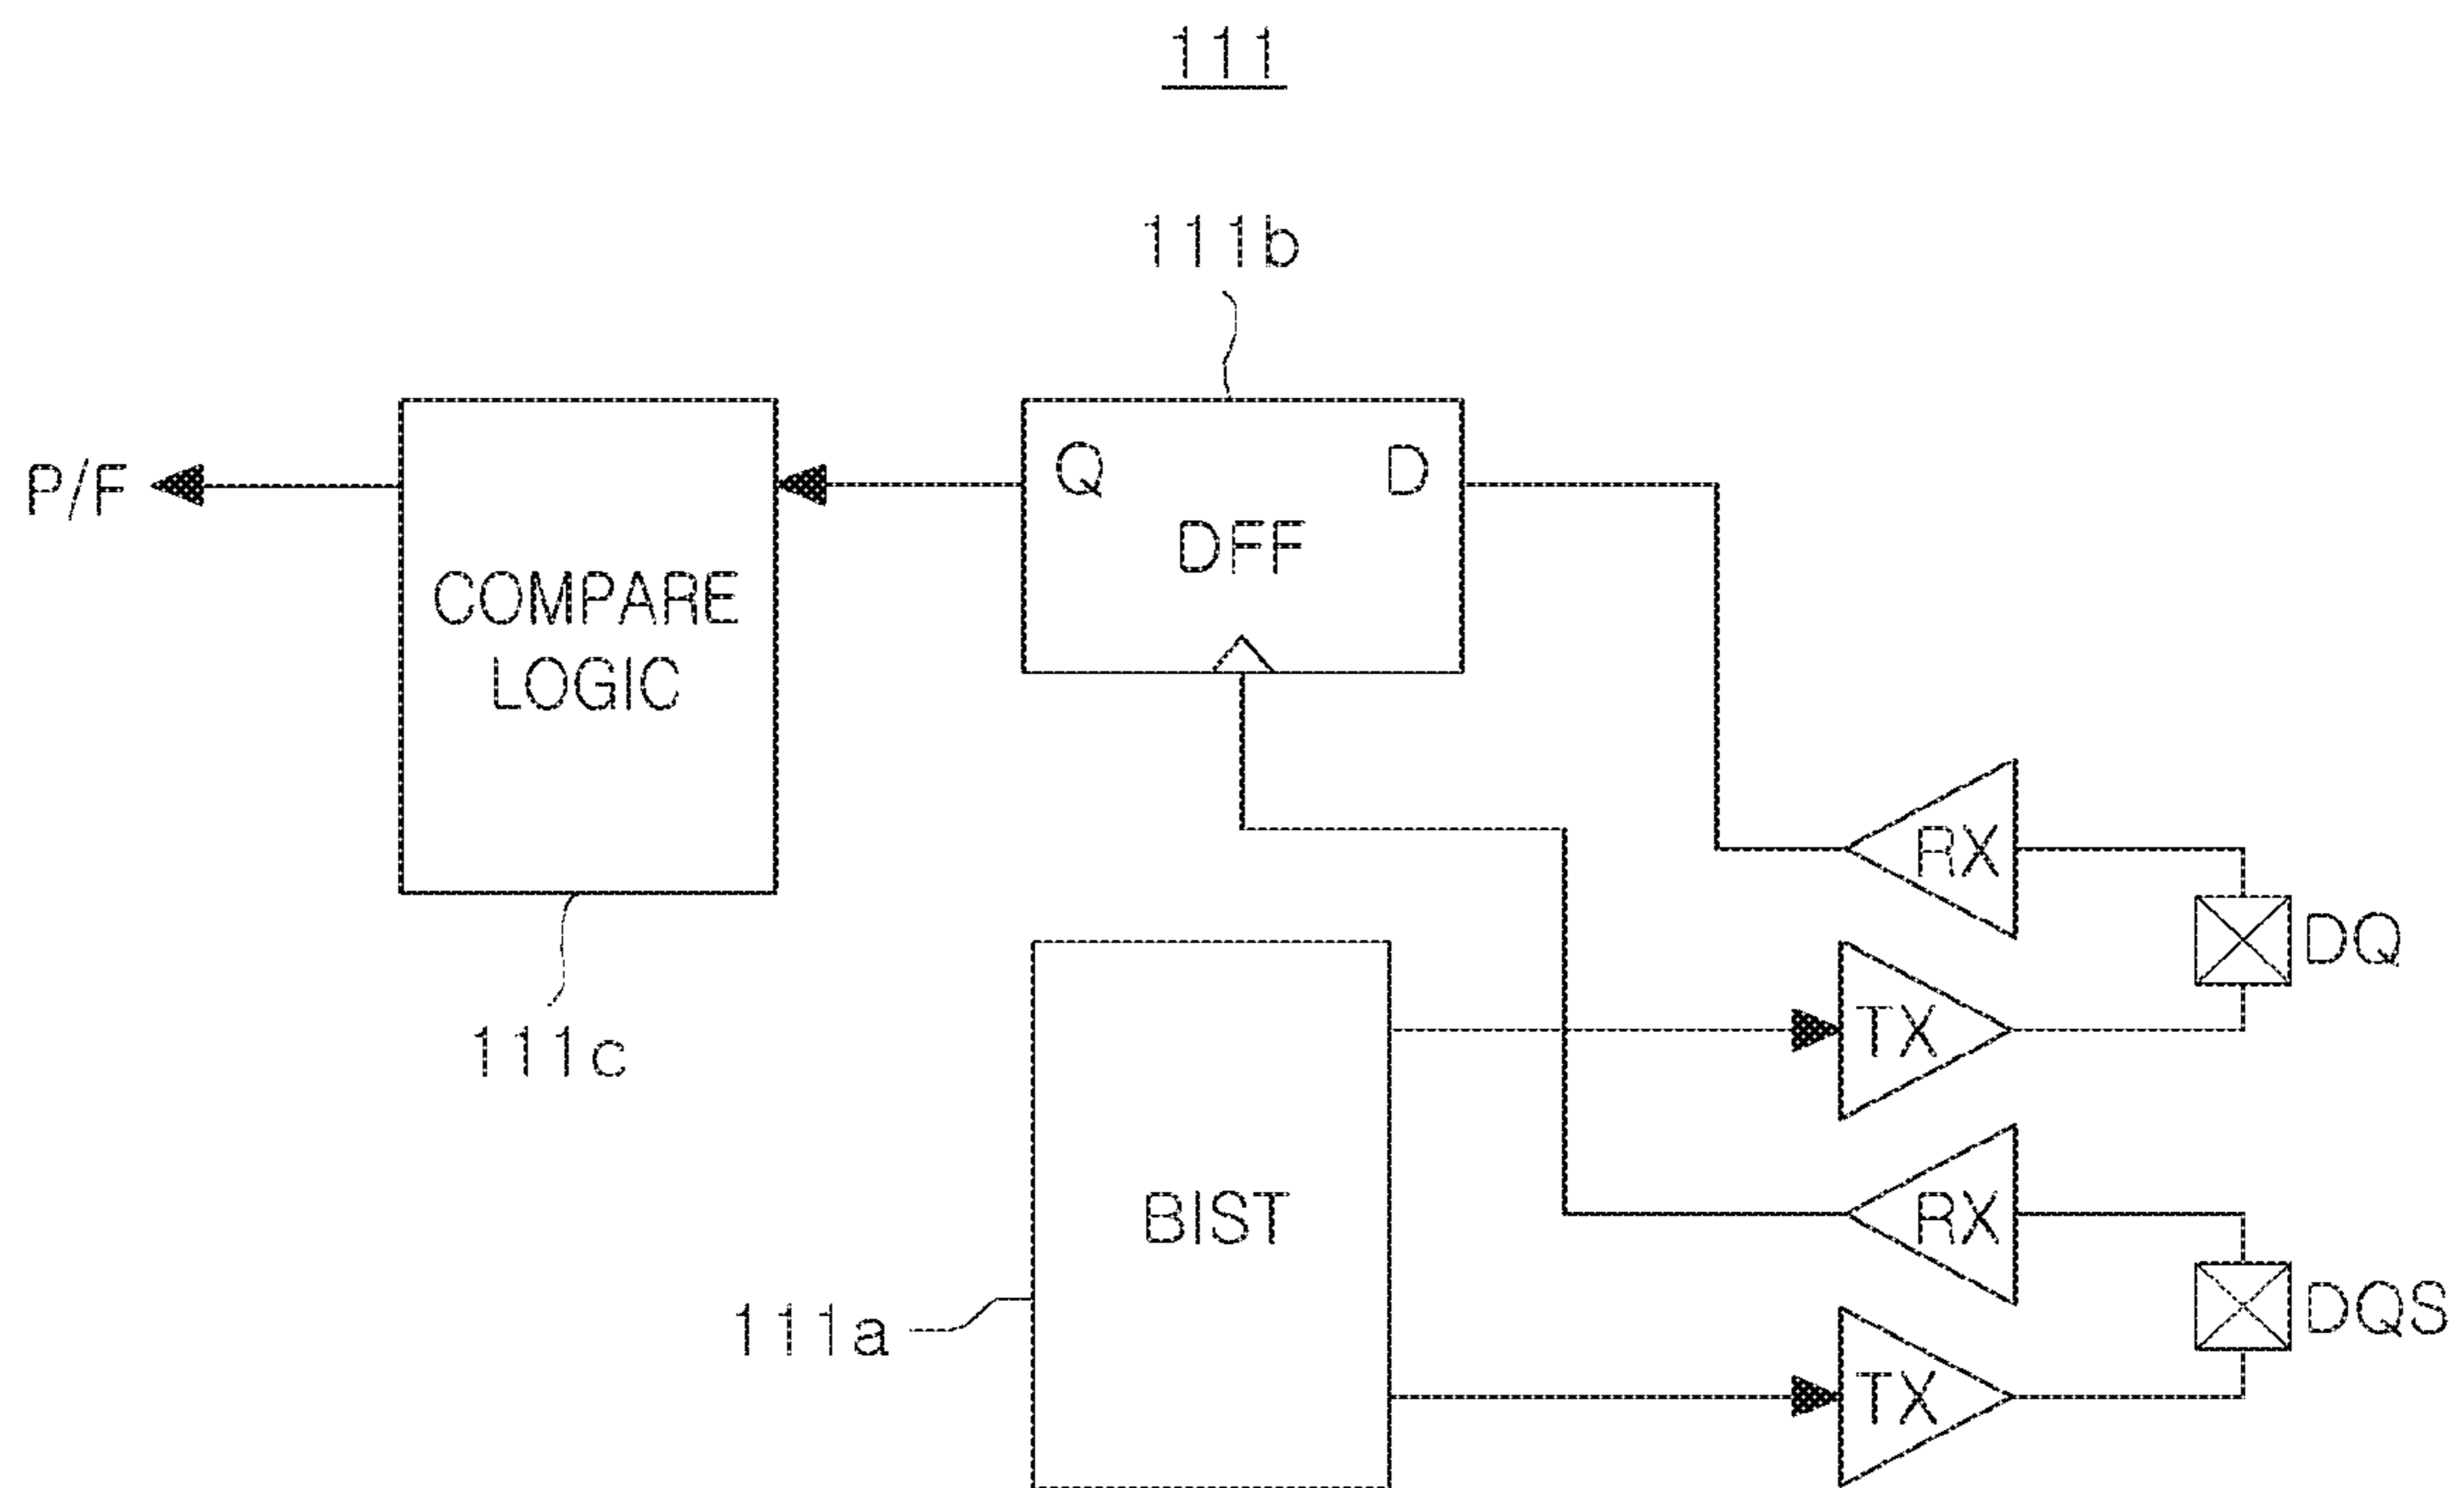 111
111b
P/F
Q
D
DFF
COMPARE
LOGIC
RX
DQ
111c
TX
BIST
RX
DQS
111a
TX